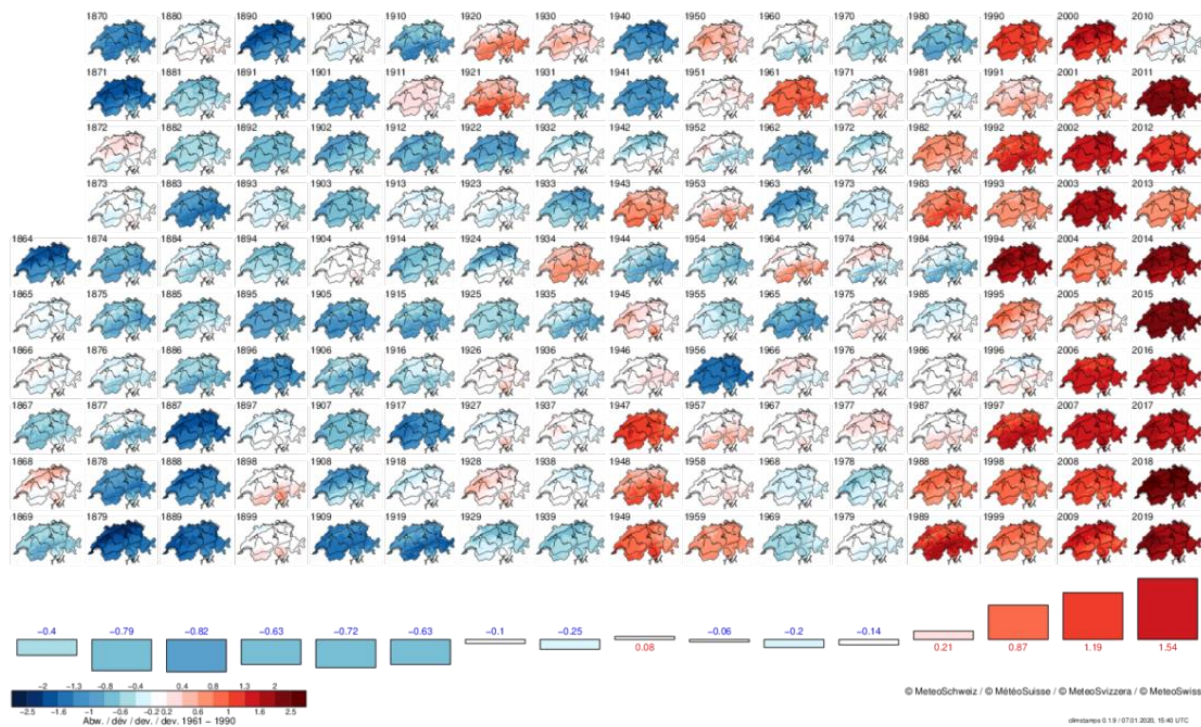 1870 1880 1890 1900 1910 1920 1930 1940 1950 1960 1970 1980 1990 2000 2010
1871 1881 1891 1901 1911 1921 1931 1941 1951 1961 1971 1981 1991 2001 2011
1872 1882 1892 1902 1912 1922 1932 1942 1952 1962 1972 1982 1992 2002 2012
1873 1883 1893 1903 1913 1923 1933 1943 1953 1963 1973 1983 1993 2003 2013
1864 1874 1884 1894 1904 1914 1924 1934 1944 1954 1964 1974 1984 1994 2004 2014
1865 1875 1885 1895 1905 1915 1925 1935 1945 1955 1965 1975 1985 1995 2005 2015
1866 1876 1886 1896 1906 1916 1926 1936 1946 1956 1966 1976 1986 1996 2006 2016
1867 1877 1887 1897 1907 1917 1927 1937 1947 1957 1967 1977 1987 1997 2007 2017
1868 1878 1888 1898 1908 1918 1928 1938 1948 1958 1968 1978 1988 1998 2008 2018
1869 1879 1889 1899 1909 1919 1929 1939 1949 1959 1969 1979 1989 1999 2009 2019
−0.4 −0.79 −0.82 −0.63 −0.72 −0.63 −0.1 −0.25 0.08 −0.06 −0.2 −0.14 0.21 0.87 1.19 1.54
−2 −1.3 −0.8 −0.4 0.4 0.8 1.3 2
−2.5 −1.6 −1 −0.6 −0.2 0.2 0.6 1 1.6 2.5
Abw. / dév / dev. / dev. 1961 − 1990
© MeteoSchweiz / © MétéoSuisse / © MeteoSvizzera / © MeteoSwiss
climstamps 0.1.9 / 07.01.2020, 15:40 UTC